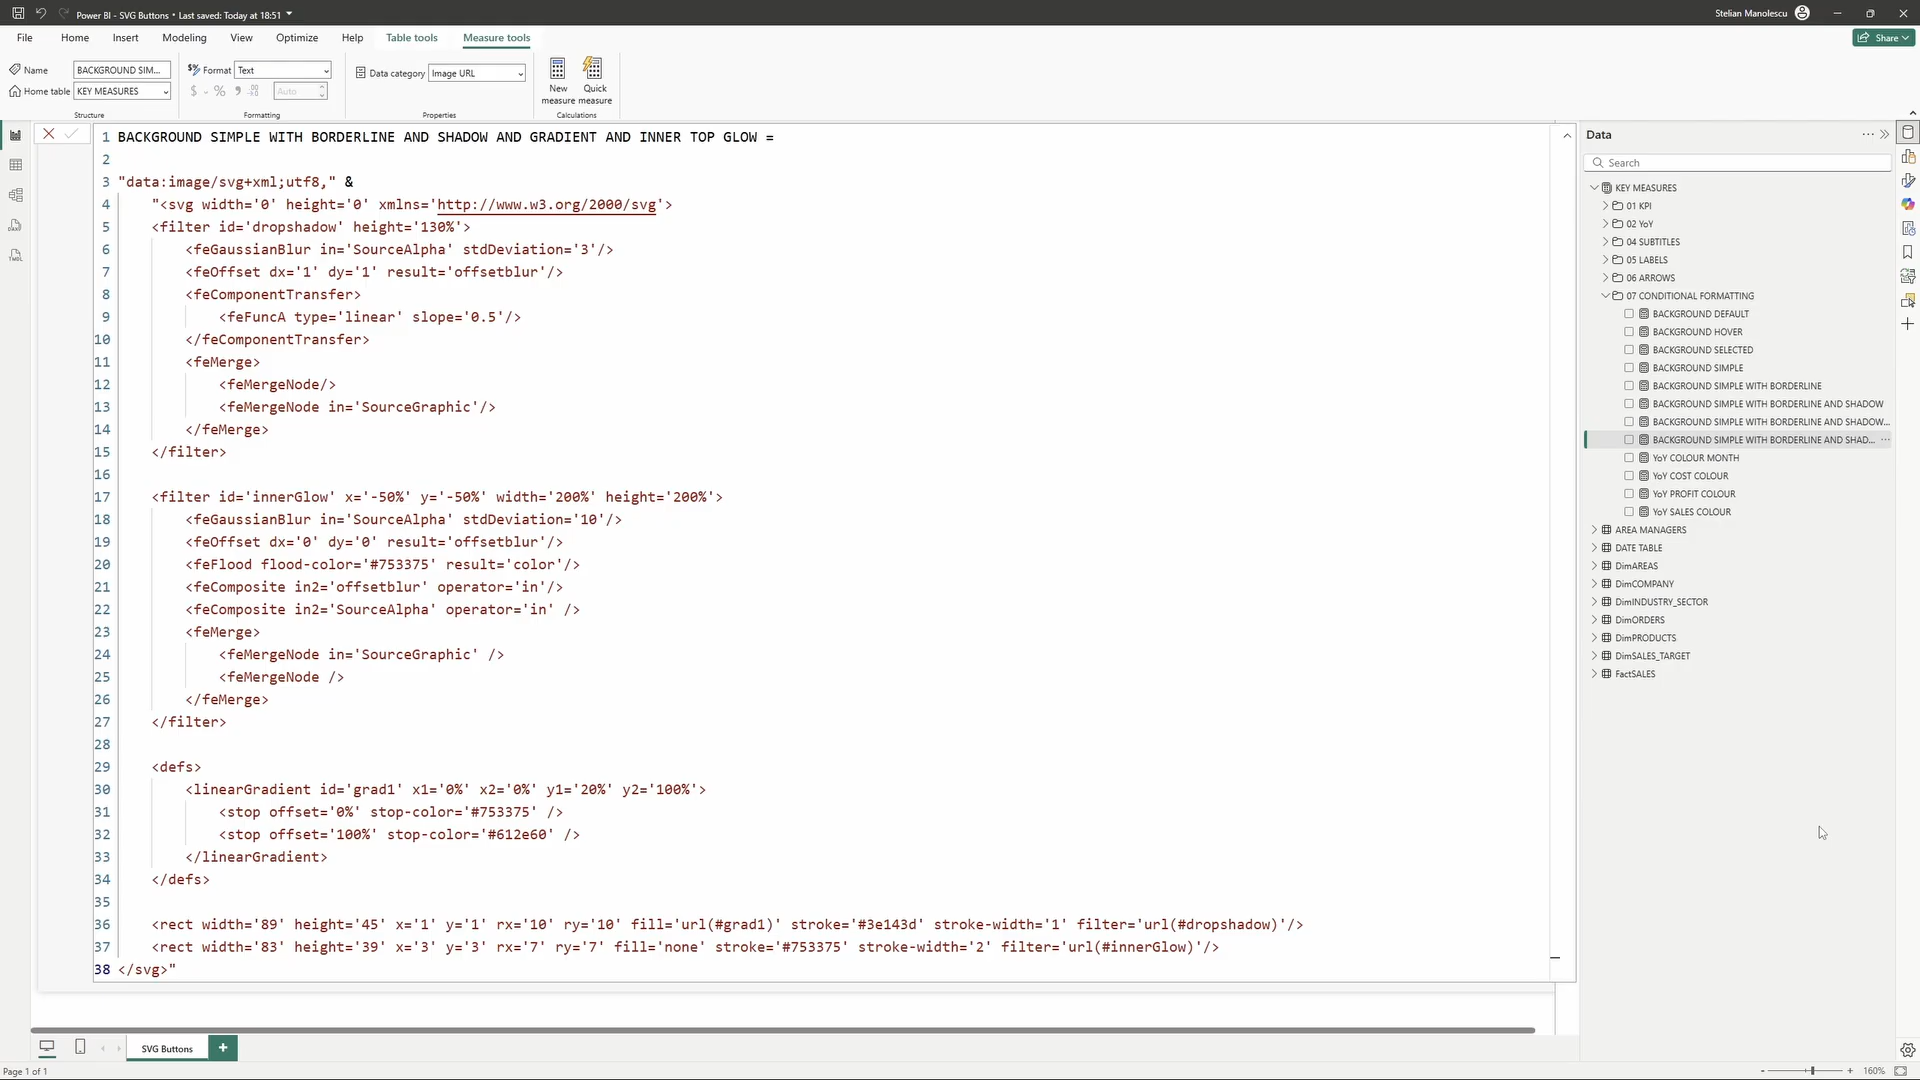 Power BI - SVG Buttons • Last saved: Today at 18:51
Stelian Manolescu
File Home Insert Modeling View Optimize Help Table tools Measure tools
Share
Name BACKGROUND SIM...
Home table KEY MEASURES
Structure
Format Text
$ % Auto
Formatting
Data category Image URL
Properties
New measure
Quick measure
Calculations
1 BACKGROUND SIMPLE WITH BORDERLINE AND SHADOW AND GRADIENT AND INNER TOP GLOW =
2
3 "data:image/svg+xml;utf8," &
4 "<svg width='0' height='0' xmlns='http://www.w3.org/2000/svg'>
5 <filter id='dropshadow' height='130%'>
6 <feGaussianBlur in='SourceAlpha' stdDeviation='3'/>
7 <feOffset dx='1' dy='1' result='offsetblur'/>
8 <feComponentTransfer>
9 <feFuncA type='linear' slope='0.5'/>
10 </feComponentTransfer>
11 <feMerge>
12 <feMergeNode/>
13 <feMergeNode in='SourceGraphic'/>
14 </feMerge>
15 </filter>
16
17 <filter id='innerGlow' x='-50%' y='-50%' width='200%' height='200%'>
18 <feGaussianBlur in='SourceAlpha' stdDeviation='10'/>
19 <feOffset dx='0' dy='0' result='offsetblur'/>
20 <feFlood flood-color='#753375' result='color'/>
21 <feComposite in2='offsetblur' operator='in'/>
22 <feComposite in2='SourceAlpha' operator='in' />
23 <feMerge>
24 <feMergeNode in='SourceGraphic' />
25 <feMergeNode />
26 </feMerge>
27 </filter>
28
29 <defs>
30 <linearGradient id='grad1' x1='0%' x2='0%' y1='20%' y2='100%'>
31 <stop offset='0%' stop-color='#753375' />
32 <stop offset='100%' stop-color='#612e60' />
33 </linearGradient>
34 </defs>
35
36 <rect width='89' height='45' x='1' y='1' rx='10' ry='10' fill='url(#grad1)' stroke='#3e143d' stroke-width='1' filter='url(#dropshadow)'/>
37 <rect width='83' height='39' x='3' y='3' rx='7' ry='7' fill='none' stroke='#753375' stroke-width='2' filter='url(#innerGlow)'/>
38 </svg>"
Data
Search
KEY MEASURES
01 KPI
02 YoY
04 SUBTITLES
05 LABELS
06 ARROWS
07 CONDITIONAL FORMATTING
BACKGROUND DEFAULT
BACKGROUND HOVER
BACKGROUND SELECTED
BACKGROUND SIMPLE
BACKGROUND SIMPLE WITH BORDERLINE
BACKGROUND SIMPLE WITH BORDERLINE AND SHADOW
BACKGROUND SIMPLE WITH BORDERLINE AND SHADOW...
BACKGROUND SIMPLE WITH BORDERLINE AND SHAD...
YoY COLOUR MONTH
YoY COST COLOUR
YoY PROFIT COLOUR
YoY SALES COLOUR
AREA MANAGERS
DATE TABLE
DimAREAS
DimCOMPANY
DimINDUSTRY_SECTOR
DimORDERS
DimPRODUCTS
DimSALES_TARGET
FactSALES
SVG Buttons
Page 1 of 1
160%